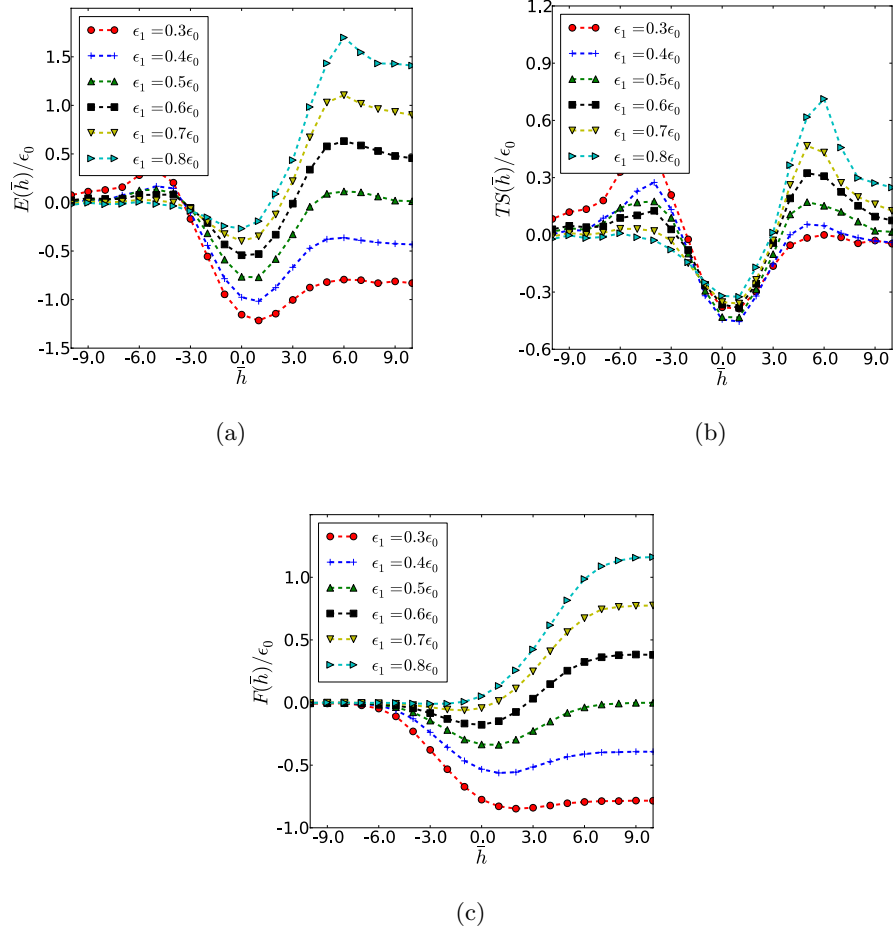 1.5
1.0
0.5
0.0
-0.5
-1.0
-1.5
-9.0 -6.0 -3.0 0.0 3.0 6.0 9.0
h̄
E(h̄)/ϵ₀
ϵ₁ = 0.3ϵ₀
ϵ₁ = 0.4ϵ₀
ϵ₁ = 0.5ϵ₀
ϵ₁ = 0.6ϵ₀
ϵ₁ = 0.7ϵ₀
ϵ₁ = 0.8ϵ₀
(a)
1.2
0.9
0.6
0.3
0.0
-0.3
-0.6
-9.0 -6.0 -3.0 0.0 3.0 6.0 9.0
h̄
TS(h̄)/ϵ₀
ϵ₁ = 0.3ϵ₀
ϵ₁ = 0.4ϵ₀
ϵ₁ = 0.5ϵ₀
ϵ₁ = 0.6ϵ₀
ϵ₁ = 0.7ϵ₀
ϵ₁ = 0.8ϵ₀
(b)
1.0
0.5
0.0
-0.5
-1.0
-9.0 -6.0 -3.0 0.0 3.0 6.0 9.0
h̄
F(h̄)/ϵ₀
ϵ₁ = 0.3ϵ₀
ϵ₁ = 0.4ϵ₀
ϵ₁ = 0.5ϵ₀
ϵ₁ = 0.6ϵ₀
ϵ₁ = 0.7ϵ₀
ϵ₁ = 0.8ϵ₀
(c)